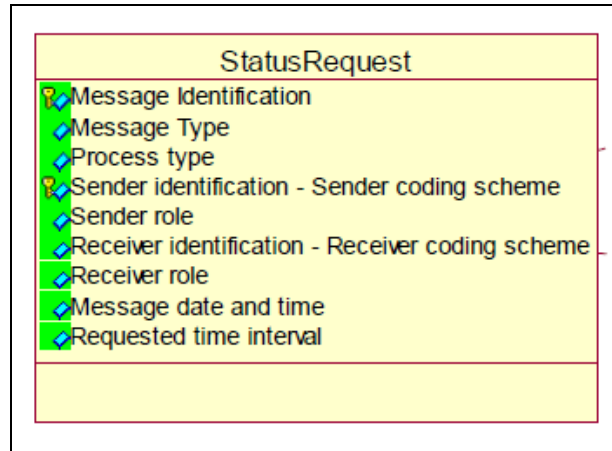 StatusRequest
Message Identification
Message Type
Process type
Sender identification - Sender coding scheme
Sender role
Receiver identification - Receiver coding scheme
Receiver role
Message date and time
Requested time interval